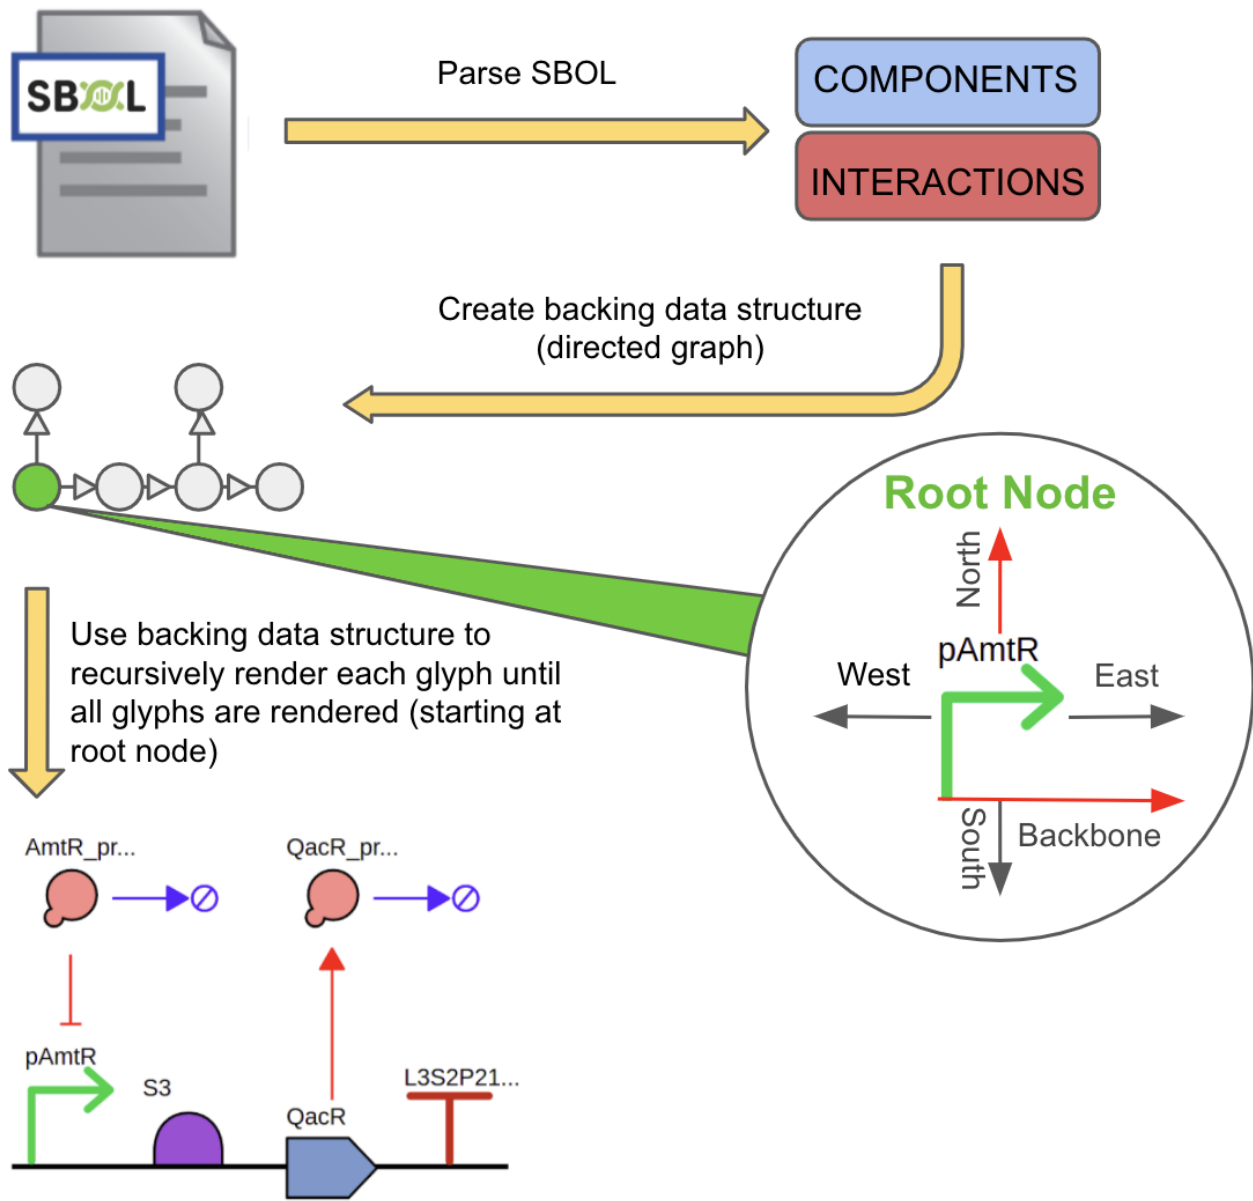 SBOL
Parse SBOL
COMPONENTS
INTERACTIONS
Create backing data structure
(directed graph)
Root Node
North
pAmtR
West
East
South
Backbone
Use backing data structure to
recursively render each glyph until
all glyphs are rendered (starting at
root node)
AmtR_pr...
QacR_pr...
pAmtR
S3
QacR
L3S2P21...